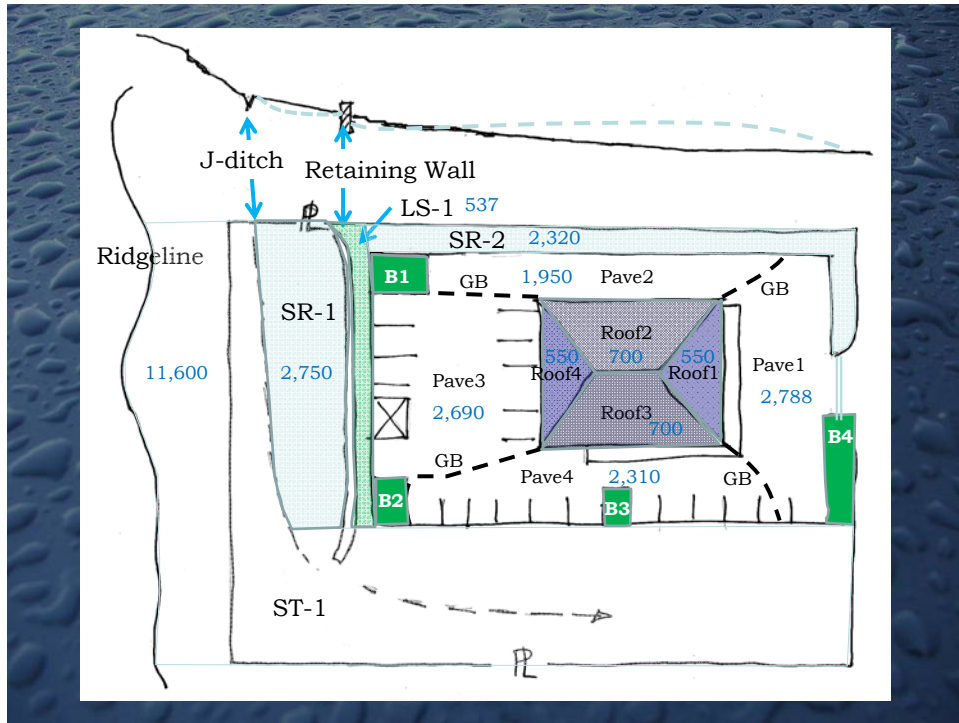 J-ditch
Retaining Wall
LS-1 537
SR-2 2,320
Ridgeline
B1
1,950
Pave2
GB
GB
SR-1
Roof2
550
700
550
Roof4
Roof1
Pave1
11,600
2,750
Pave3
2,690
Roof3
700
2,788
B4
GB
Pave4
2,310
GB
B2
B3
ST-1
PL